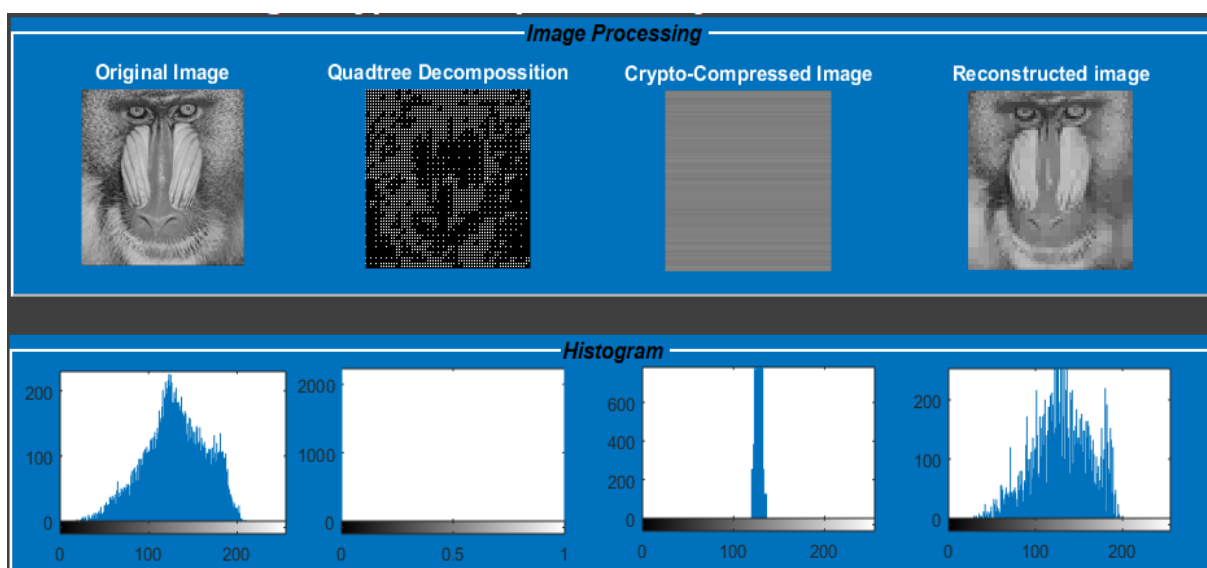 Image Processing
Original Image
Quadtree Decompossition
Crypto-Compressed Image
Reconstructed image
Histogram
200
100
0
0 100 200
2000
1000
0
0 0.5 1
600
400
200
0
0 100 200
200
100
0
0 100 200